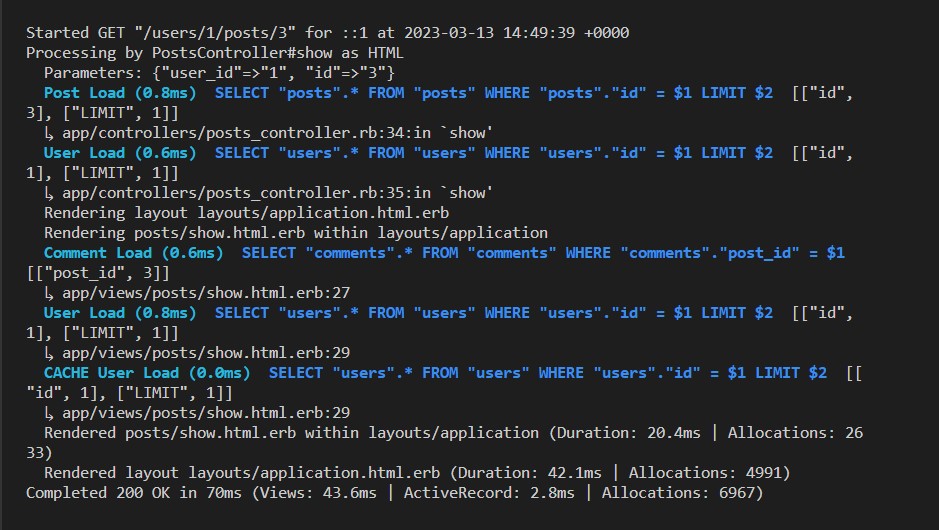 Started GET "/users/1/posts/3" for ::1 at 2023-03-13 14:49:39 +0000
Processing by PostsController#show as HTML
  Parameters: {"user_id"=>"1", "id"=>"3"}
  Post Load (0.8ms)  SELECT "posts".* FROM "posts" WHERE "posts"."id" = $1 LIMIT $2  [["id",
3], ["LIMIT", 1]]
  ↳ app/controllers/posts_controller.rb:34:in `show'
  User Load (0.6ms)  SELECT "users".* FROM "users" WHERE "users"."id" = $1 LIMIT $2  [["id",
1], ["LIMIT", 1]]
  ↳ app/controllers/posts_controller.rb:35:in `show'
  Rendering layout layouts/application.html.erb
  Rendering posts/show.html.erb within layouts/application
  Comment Load (0.6ms)  SELECT "comments".* FROM "comments" WHERE "comments"."post_id" = $1
[["post_id", 3]]
  ↳ app/views/posts/show.html.erb:27
  User Load (0.8ms)  SELECT "users".* FROM "users" WHERE "users"."id" = $1 LIMIT $2  [["id",
1], ["LIMIT", 1]]
  ↳ app/views/posts/show.html.erb:29
  CACHE User Load (0.0ms)  SELECT "users".* FROM "users" WHERE "users"."id" = $1 LIMIT $2  [[
"id", 1], ["LIMIT", 1]]
  ↳ app/views/posts/show.html.erb:29
  Rendered posts/show.html.erb within layouts/application (Duration: 20.4ms | Allocations: 26
33)
  Rendered layout layouts/application.html.erb (Duration: 42.1ms | Allocations: 4991)
Completed 200 OK in 70ms (Views: 43.6ms | ActiveRecord: 2.8ms | Allocations: 6967)